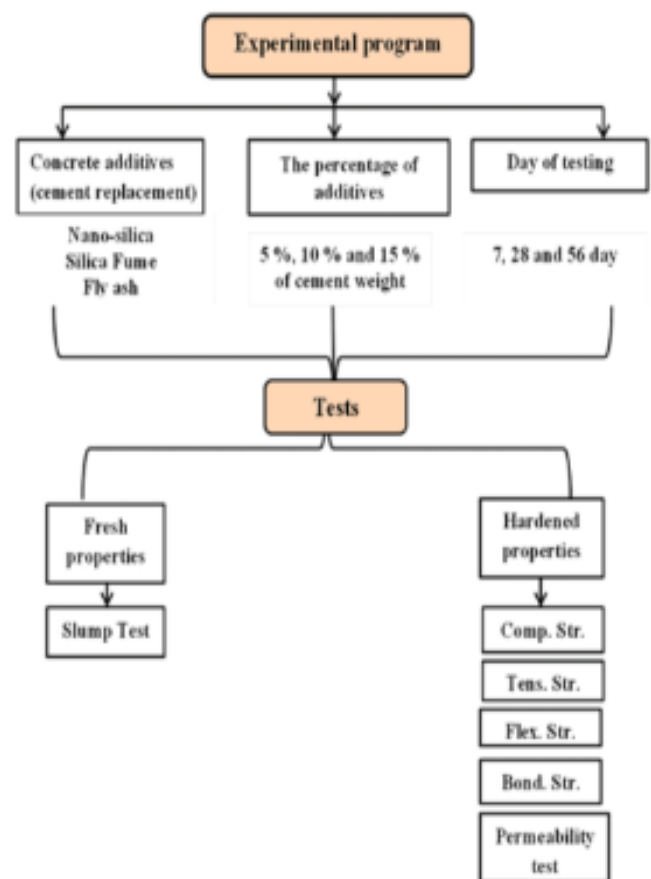 Experimental program
Concrete additives
(cement replacement)
The percentage of
additives
Day of testing
Nano-silica
Silica Fume
Fly ash
5 %, 10 % and 15 %
of cement weight
7, 28 and 56 day
Tests
Fresh
properties
Slump Test
Hardened
properties
Comp. Str.
Tens. Str.
Flex. Str.
Bond. Str.
Permeability
test